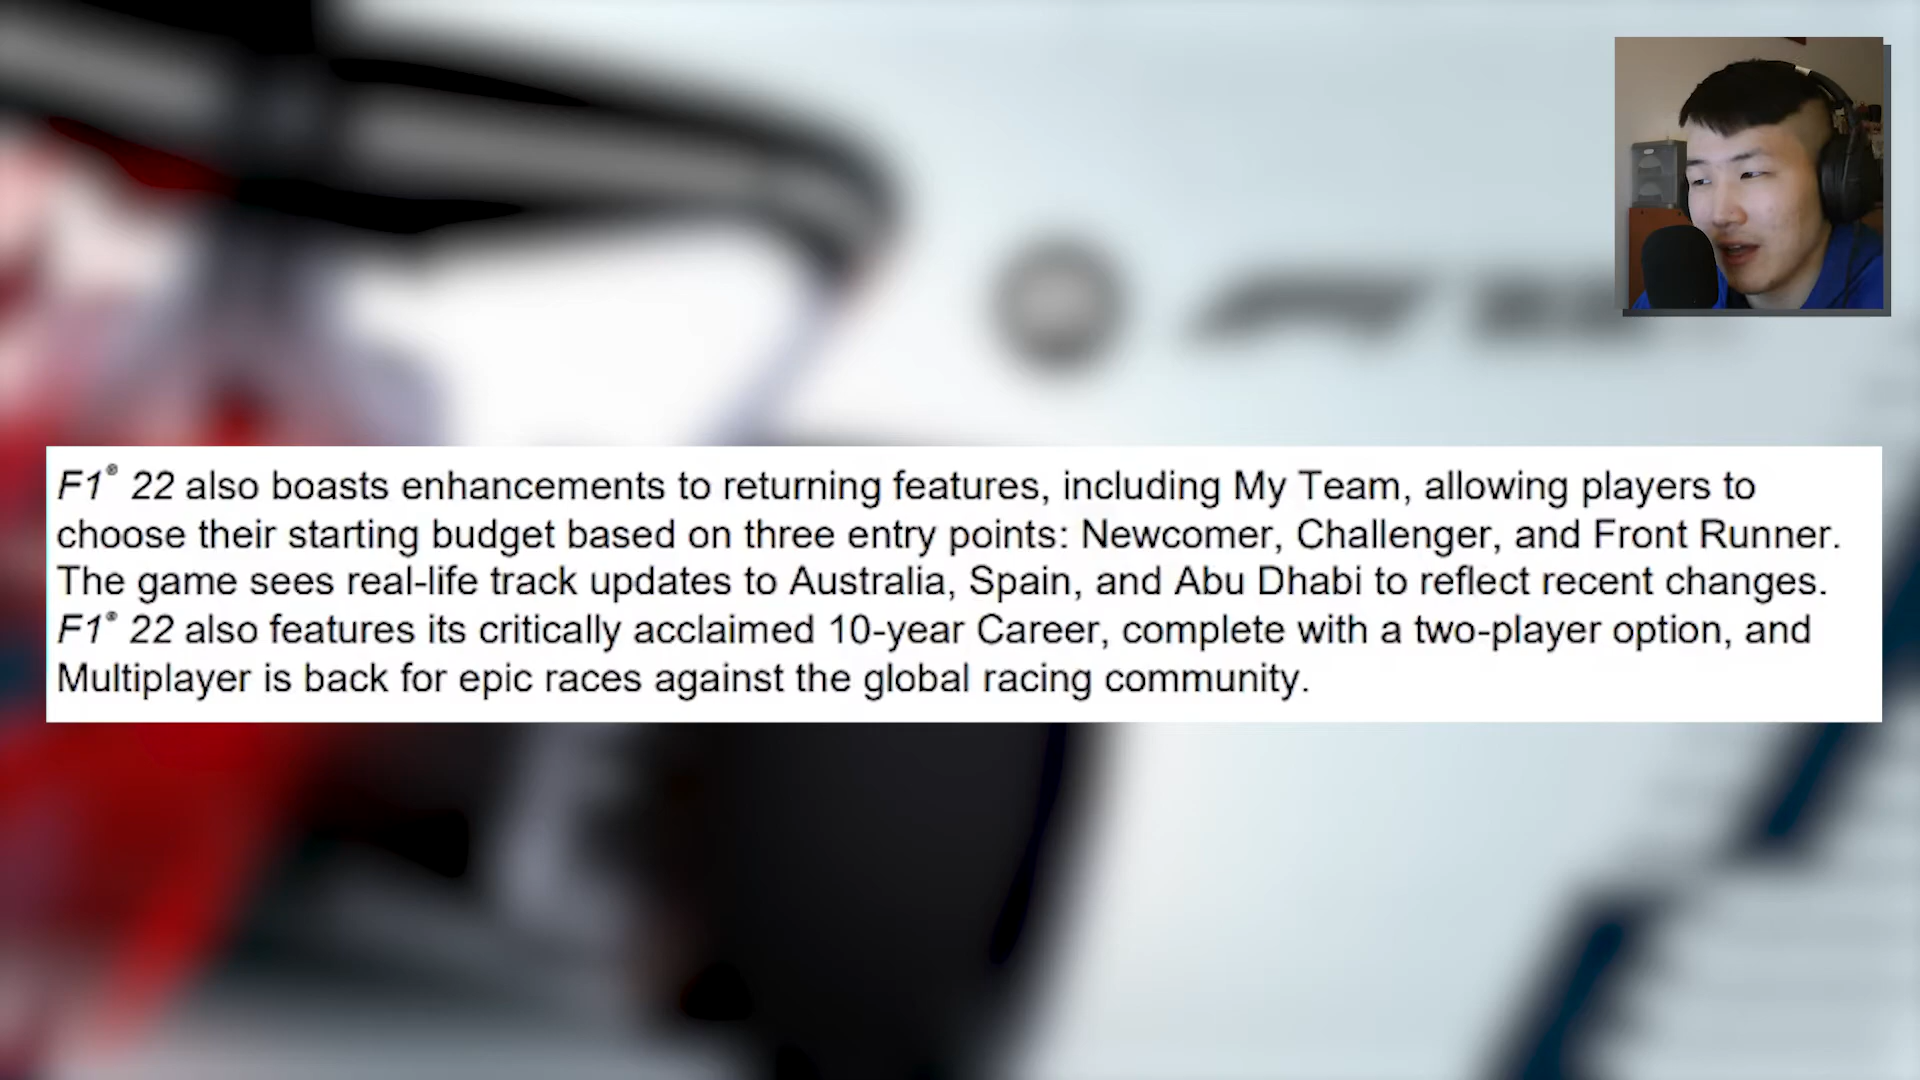 F1® 22 also boasts enhancements to returning features, including My Team, allowing players to
choose their starting budget based on three entry points: Newcomer, Challenger, and Front Runner.
The game sees real-life track updates to Australia, Spain, and Abu Dhabi to reflect recent changes.
F1® 22 also features its critically acclaimed 10-year Career, complete with a two-player option, and
Multiplayer is back for epic races against the global racing community.